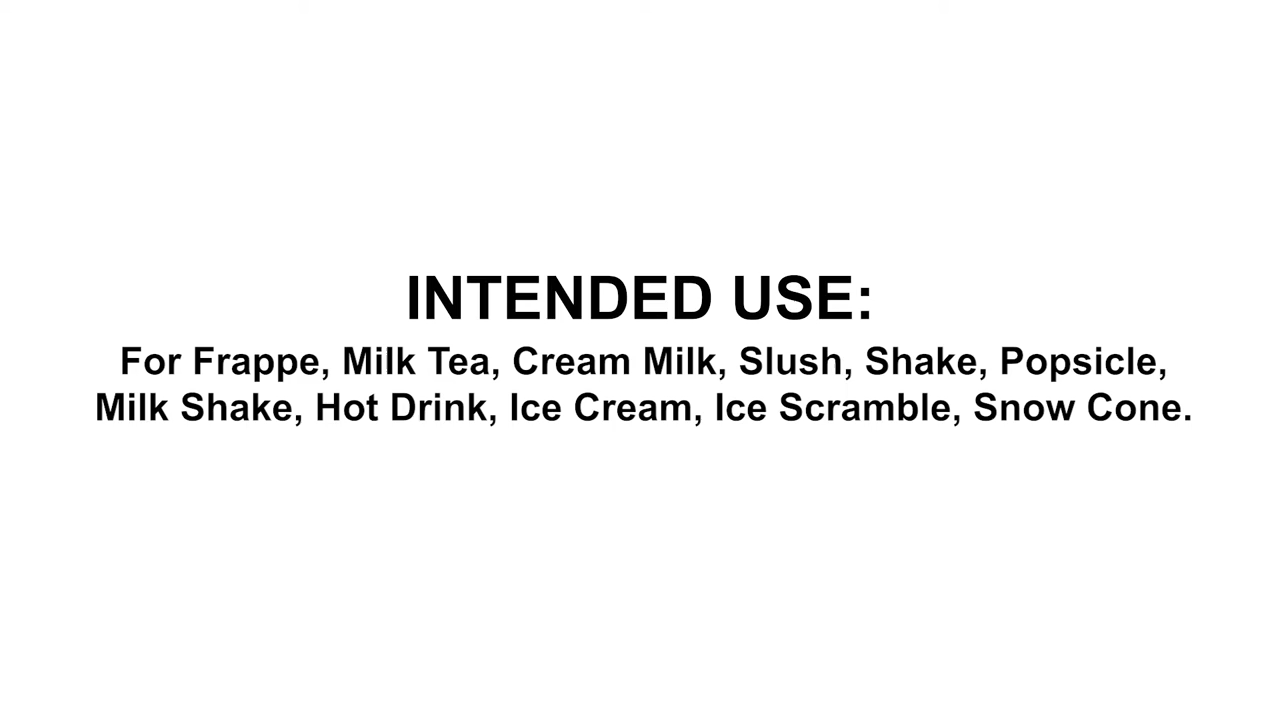 INTENDED USE:
For Frappe, Milk Tea, Cream Milk, Slush, Shake, Popsicle,
Milk Shake, Hot Drink, Ice Cream, Ice Scramble, Snow Cone.